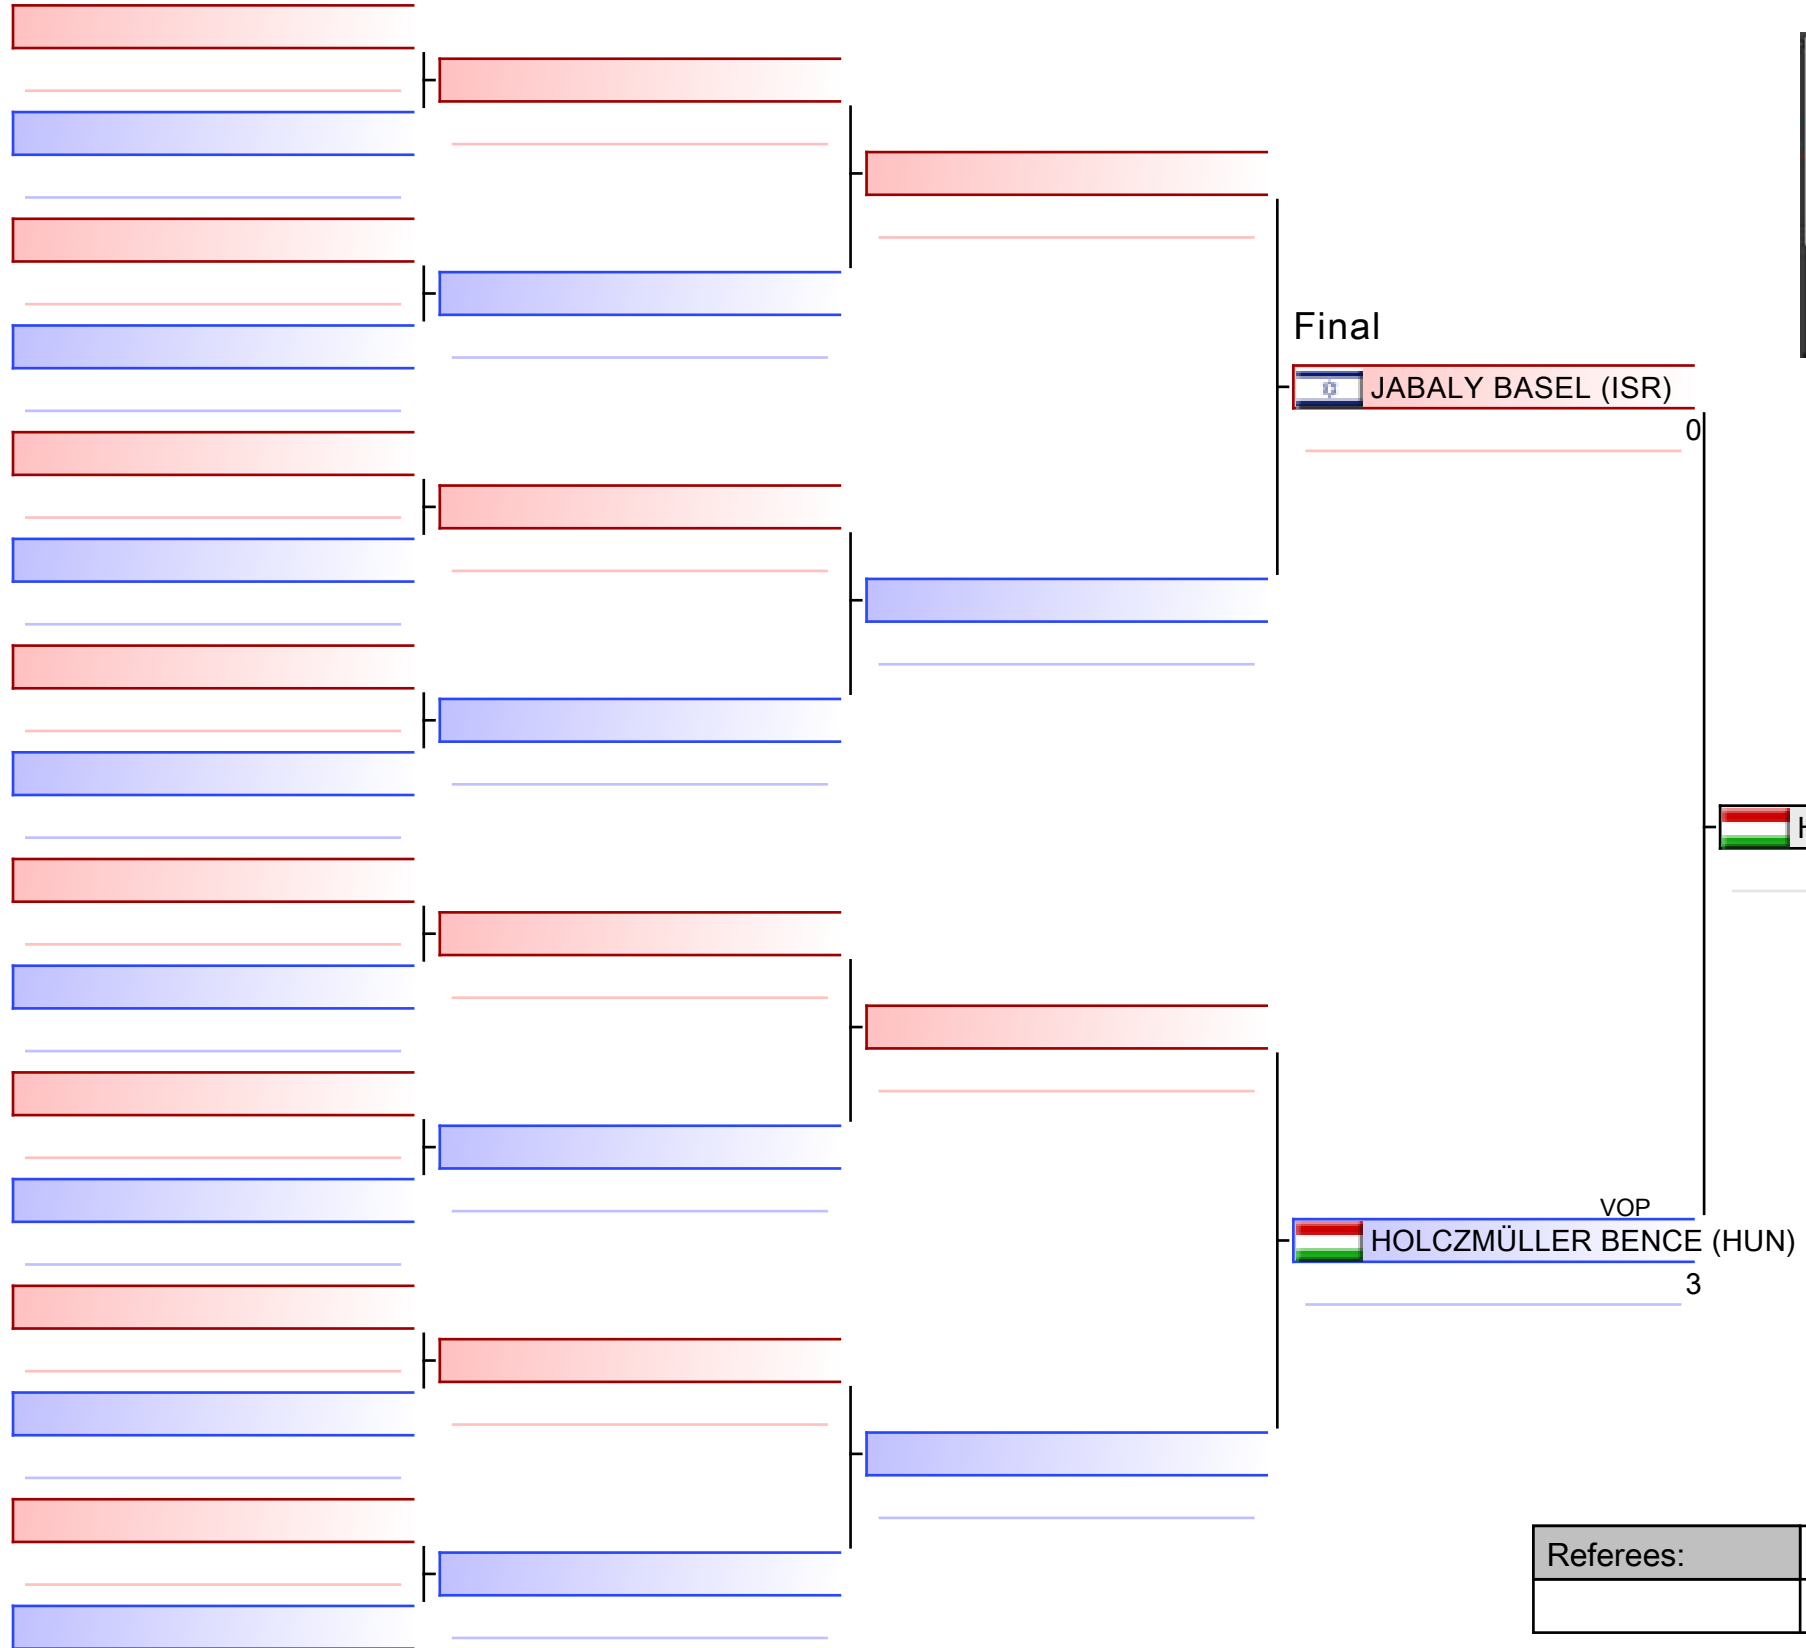 Final
JABALY BASEL (ISR)
0
H
VOP
HOLCZMÜLLER BENCE (HUN)
3
Referees: